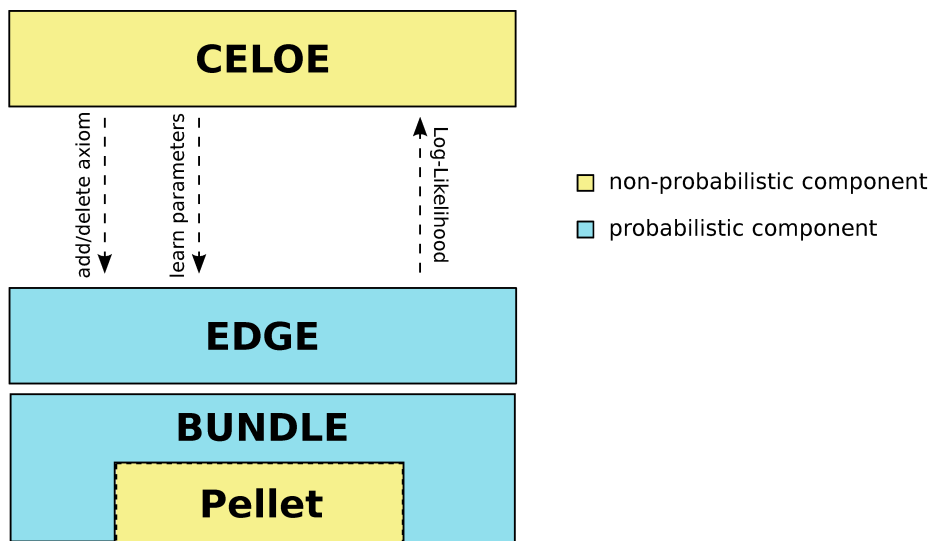 CELOE
add/delete axiom
learn parameters
Log-Likelihood
non-probabilistic component
probabilistic component
EDGE
BUNDLE
Pellet